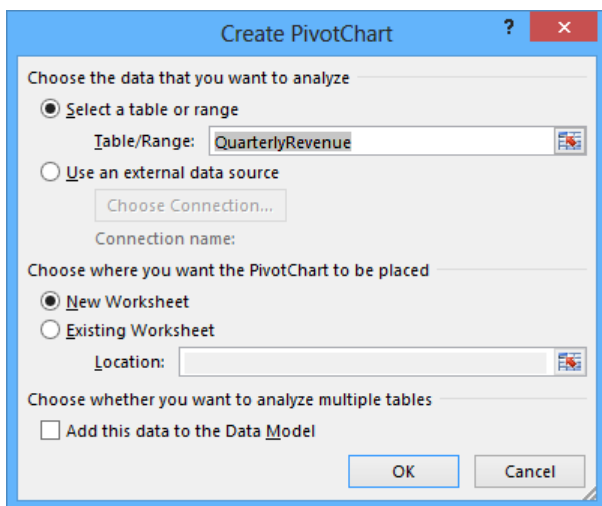 Create PivotChart ?
Choose the data that you want to analyze
Select a table or range
Table/Range: QuarterlyRevenue
Use an external data source
Choose Connection...
Connection name:
Choose where you want the PivotChart to be placed
New Worksheet
Existing Worksheet
Location:
Choose whether you want to analyze multiple tables
Add this data to the Data Model
OK Cancel